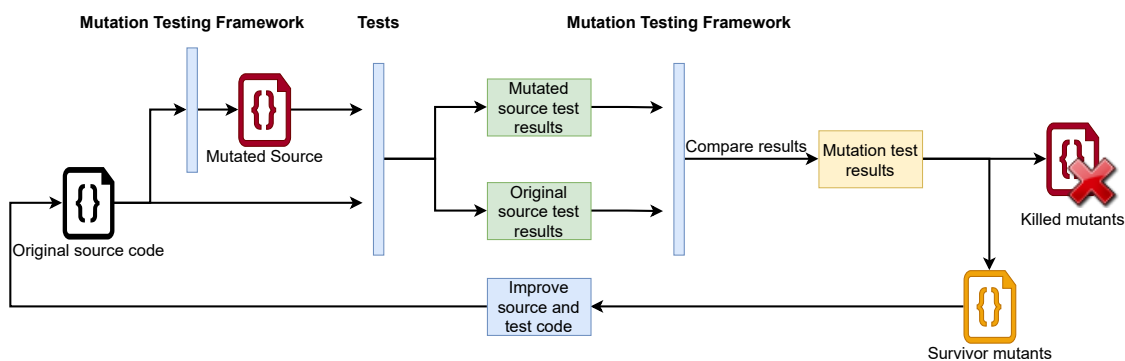 Mutation Testing Framework
Tests
Mutation Testing Framework
{}
Mutated Source
Mutated
source test
results
Compare results
Mutation test
results
{}
Killed mutants
{}
Original source code
Original
source test
results
Improve
source and
test code
{}
Survivor mutants